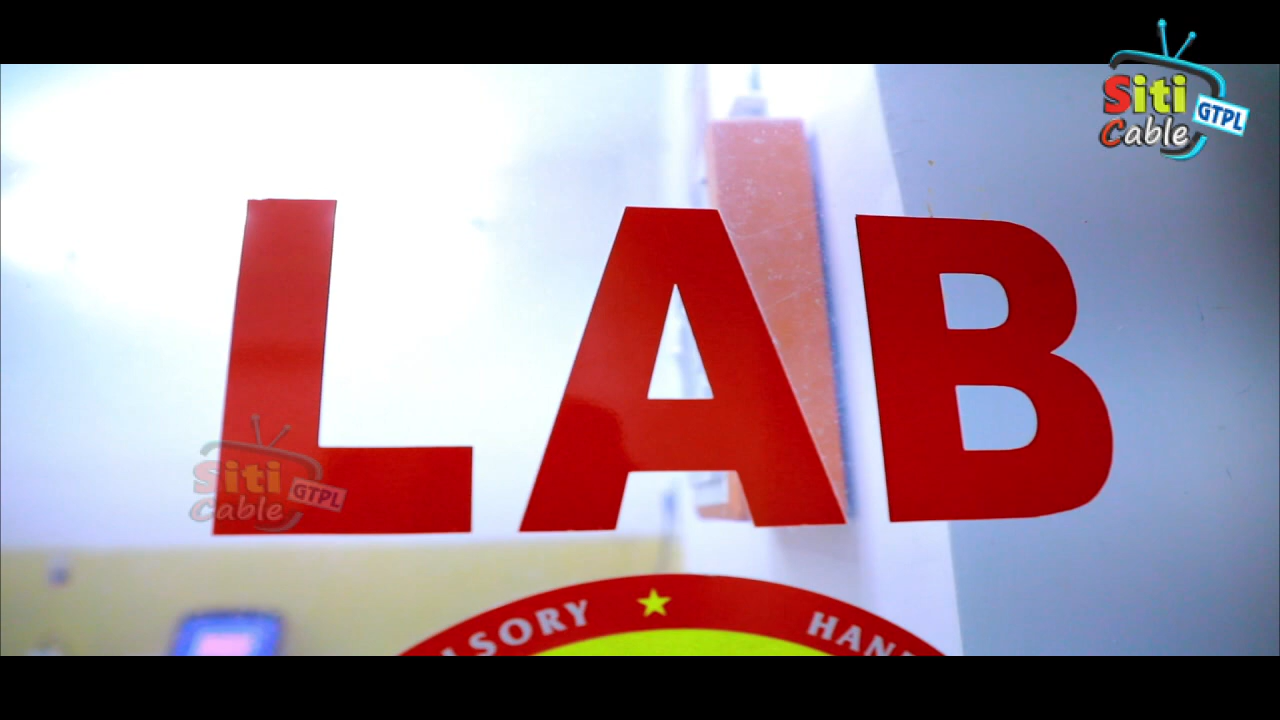 Siti
Cable
GTPL
LAB
Siti
Cable
GTPL
SORY ★ HAN